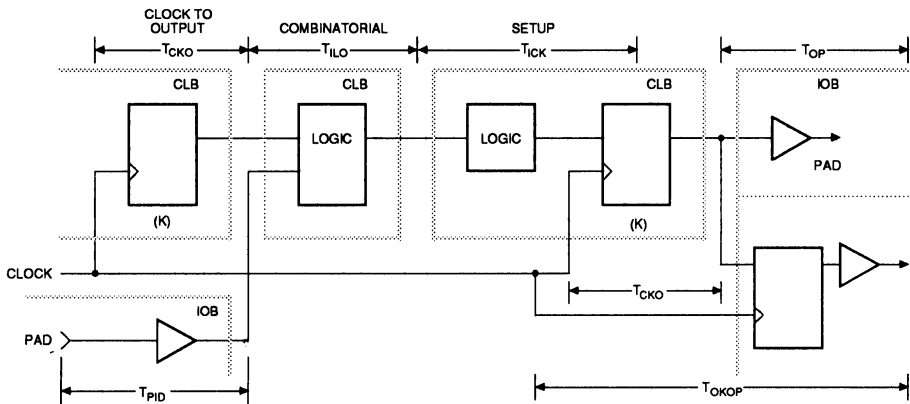 CLOCK TO
OUTPUT
COMBINATORIAL
SETUP
TCKO
TILO
TICK
TOP
CLB
CLB
CLB
IOB
LOGIC
LOGIC
PAD
(K)
(K)
CLOCK
TCKO
IOB
PAD
TPID
TOKOP